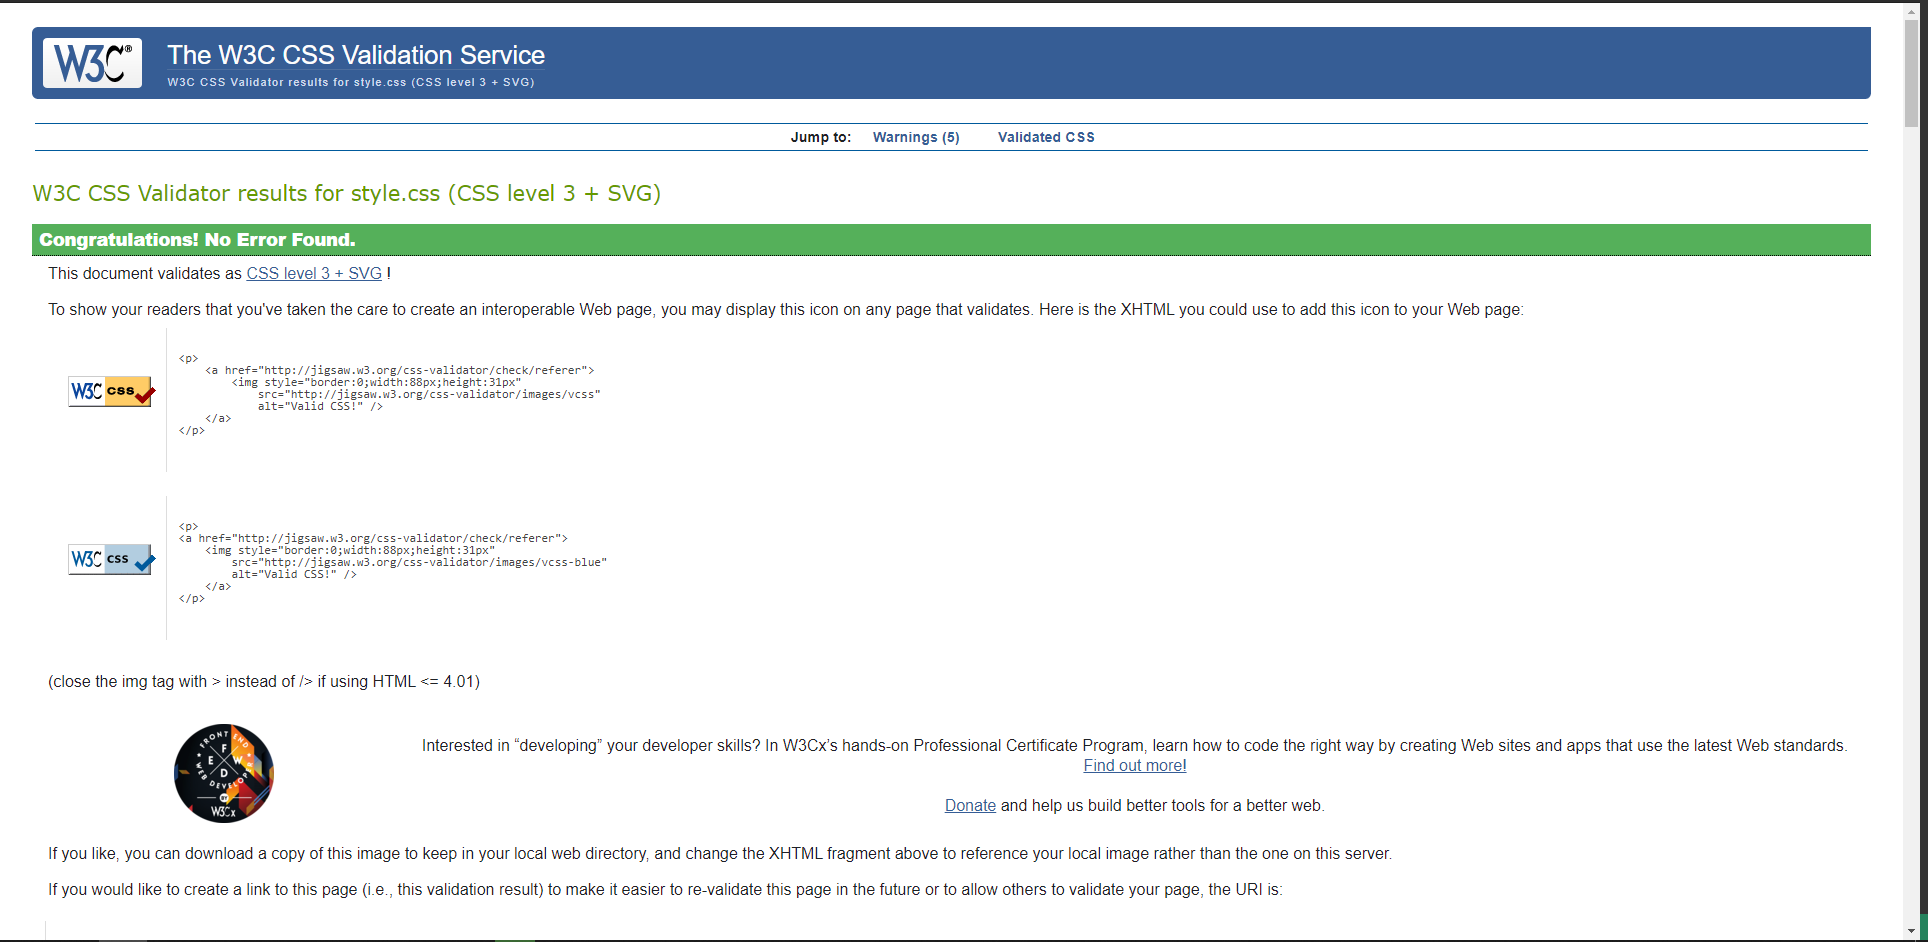 W3C®
The W3C CSS Validation Service
W3C CSS Validator results for style.css (CSS level 3 + SVG)
Jump to: Warnings (5) Validated CSS
W3C CSS Validator results for style.css (CSS level 3 + SVG)
Congratulations! No Error Found.
This document validates as CSS level 3 + SVG !
To show your readers that you've taken the care to create an interoperable Web page, you may display this icon on any page that validates. Here is the XHTML you could use to add this icon to your Web page:
W3C css
<p>
<a href="http://jigsaw.w3.org/css-validator/check/referer">
<img style="border:0;width:88px;height:31px"
src="http://jigsaw.w3.org/css-validator/images/vcss"
alt="Valid CSS!" />
</a>
</p>
W3C css
<p>
<a href="http://jigsaw.w3.org/css-validator/check/referer">
<img style="border:0;width:88px;height:31px"
src="http://jigsaw.w3.org/css-validator/images/vcss-blue"
alt="Valid CSS!" />
</a>
</p>
(close the img tag with > instead of /> if using HTML <= 4.01)
FRONT END
F
E W
D
WEB DEVELOPER
W3Cx
Interested in “developing” your developer skills? In W3Cx’s hands-on Professional Certificate Program, learn how to code the right way by creating Web sites and apps that use the latest Web standards.
Find out more!
Donate and help us build better tools for a better web.
If you like, you can download a copy of this image to keep in your local web directory, and change the XHTML fragment above to reference your local image rather than the one on this server.
If you would like to create a link to this page (i.e., this validation result) to make it easier to re-validate this page in the future or to allow others to validate your page, the URI is: